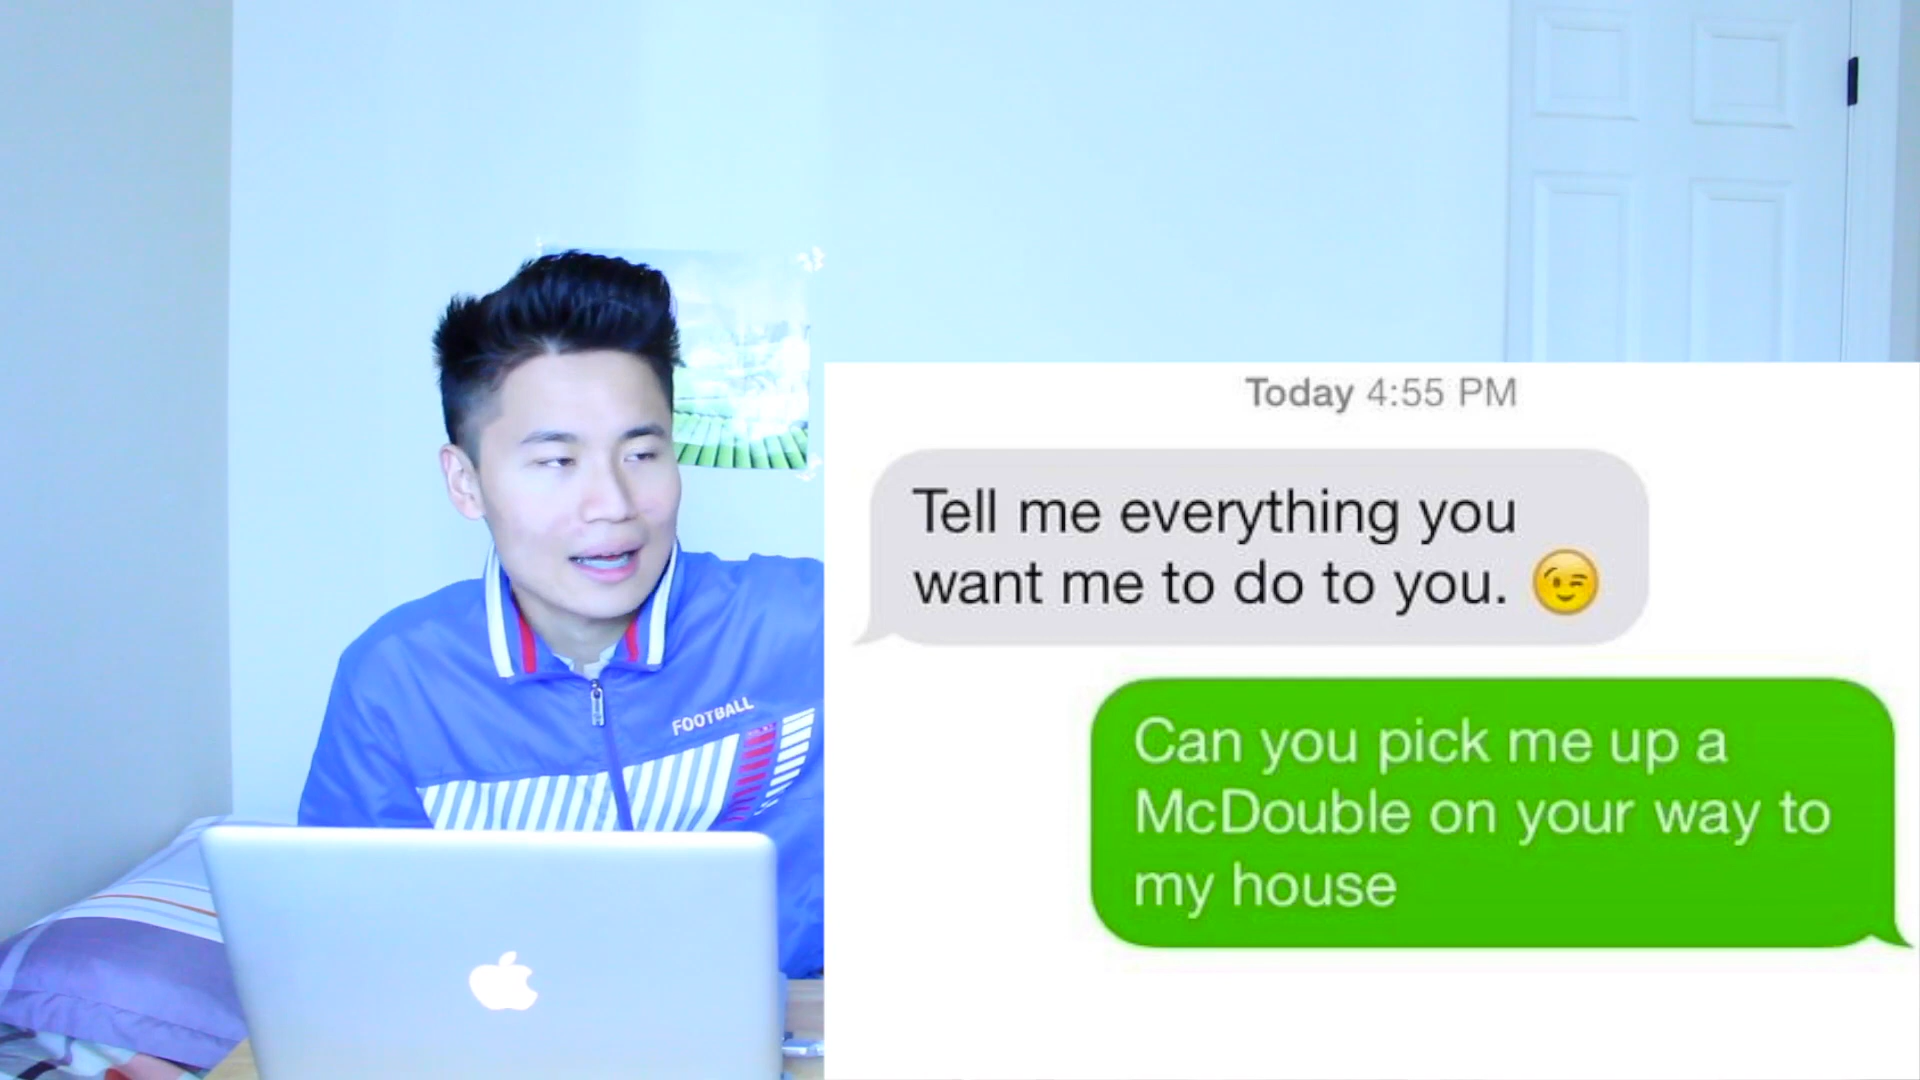 FOOTBALL
Today 4:55 PM
Tell me everything you
want me to do to you. 😉
Can you pick me up a
McDouble on your way to
my house